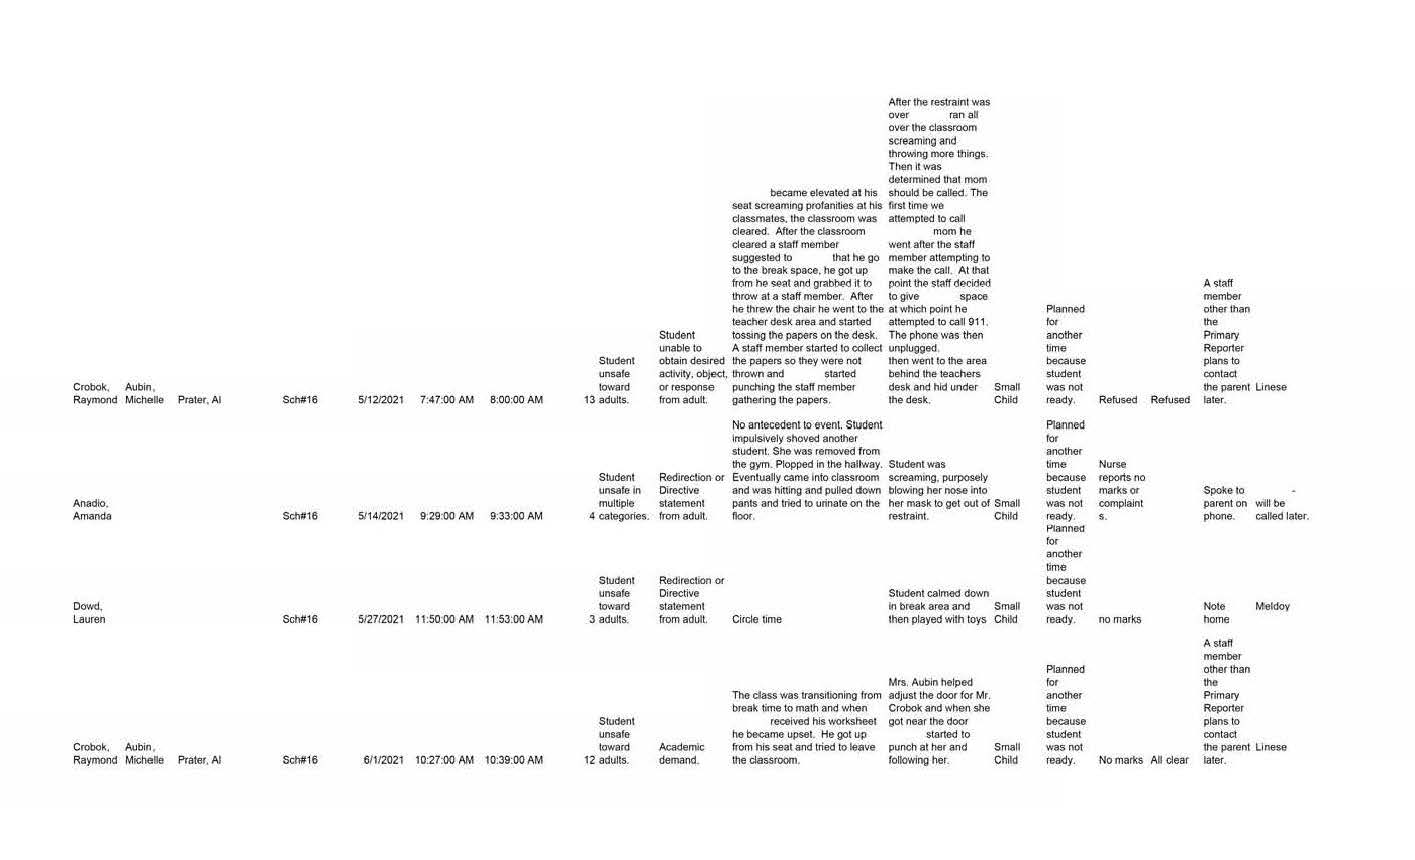 Crobok, Raymond
Aubin, Michelle
Prater, Al
Sch#16
5/12/2021
7:47:00 AM
8:00:00 AM
13
Student
unsafe
toward
adults.
Student
unable to
obtain desired
activity, object,
or response
from adult.
became elevated at his
seat screaming profanities at his
classmates, the classroom was
cleared. After the classroom
cleared a staff member
suggested to that he go
to the break space, he got up
from he seat and grabbed it to
throw at a staff member. After
he threw the chair he went to the
teacher desk area and started
tossing the papers on the desk.
A staff member started to collect
the papers so they were not
thrown and started
punching the staff member
gathering the papers.
After the restraint was
over ran all
over the classroom
screaming and
throwing more things.
Then it was
determined that mom
should be called. The
first time we
attempted to call
mom he
went after the staff
member attempting to
make the call. At that
point the staff decided
to give space
at which point he
attempted to call 911.
The phone was then
unplugged.
then went to the area
behind the teachers
desk and hid under
the desk.
Small
Child
Planned
for
another
time
because
student
was not
ready.
Refused
Refused
A staff
member
other than
the
Primary
Reporter
plans to
contact
the parent
later.
Linese
Anadio,
Amanda
Sch#16
5/14/2021
9:29:00 AM
9:33:00 AM
4
Student
unsafe in
multiple
categories.
Redirection or
Directive
statement
from adult.
No antecedent to event. Student
impulsively shoved another
student. She was removed from
the gym. Plopped in the hallway.
Eventually came into classroom
and was hitting and pulled down
pants and tried to urinate on the
floor.
Student was
screaming, purposely
blowing her nose into
her mask to get out of
restraint.
Small
Child
Planned
for
another
time
because
student
was not
ready.
Nurse
reports no
marks or
complaint
s.
Spoke to
parent on
phone.
-
will be
called later.
Dowd,
Lauren
Sch#16
5/27/2021
11:50:00 AM
11:53:00 AM
3
Student
unsafe
toward
adults.
Redirection or
Directive
statement
from adult.
Circle time
Student calmed down
in break area and
then played with toys
Small
Child
Planned
for
another
time
because
student
was not
ready.
no marks
Note
home
Meldoy
Crobok,
Raymond
Aubin,
Michelle
Prater, Al
Sch#16
6/1/2021
10:27:00 AM
10:39:00 AM
12
Student
unsafe
toward
adults.
Academic
demand.
The class was transitioning from
break time to math and when
received his worksheet
he became upset. He got up
from his seat and tried to leave
the classroom.
Mrs. Aubin helped
adjust the door for Mr.
Crobok and when she
got near the door
started to
punch at her and
following her.
Small
Child
Planned
for
another
time
because
student
was not
ready.
No marks
All clear
A staff
member
other than
the
Primary
Reporter
plans to
contact
the parent
later.
Linese